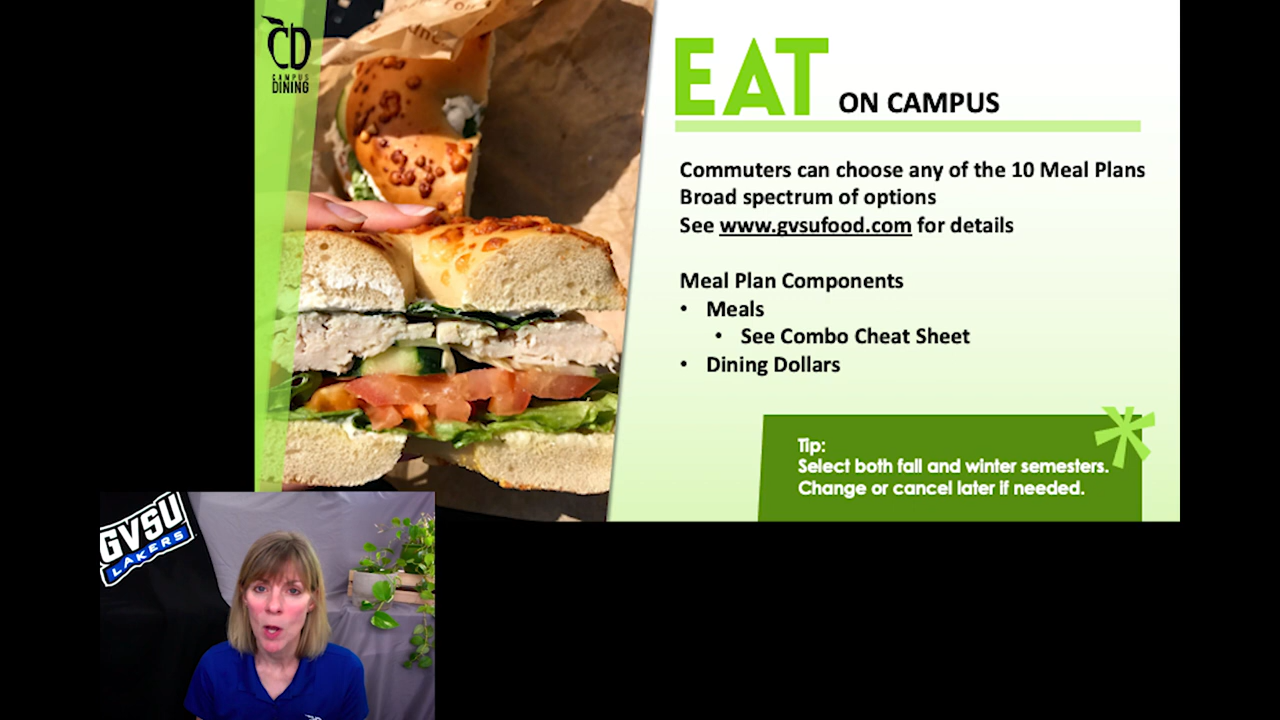 CD
CAMPUS
DINING
EAT ON CAMPUS
Commuters can choose any of the 10 Meal Plans
Broad spectrum of options
See www.gvsufood.com for details
Meal Plan Components
• Meals
• See Combo Cheat Sheet
• Dining Dollars
Tip:
Select both fall and winter semesters.
Change or cancel later if needed.
GVSU
LAKERS